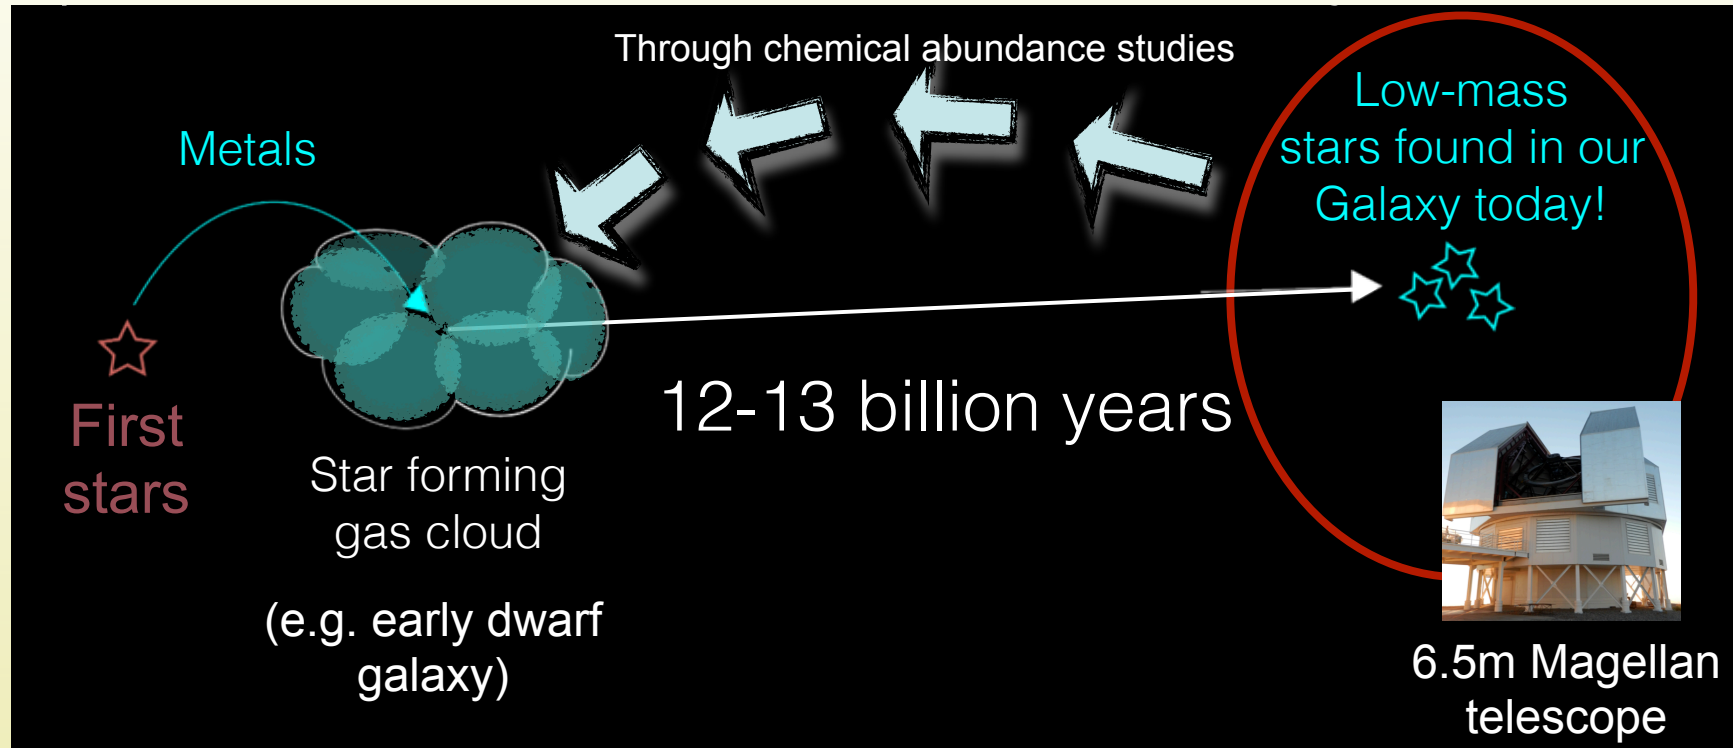 Through chemical abundance studies
Low-mass
stars found in our
Galaxy today!
Metals
First
stars
12-13 billion years
Star forming
gas cloud
(e.g. early dwarf
galaxy)
6.5m Magellan
telescope